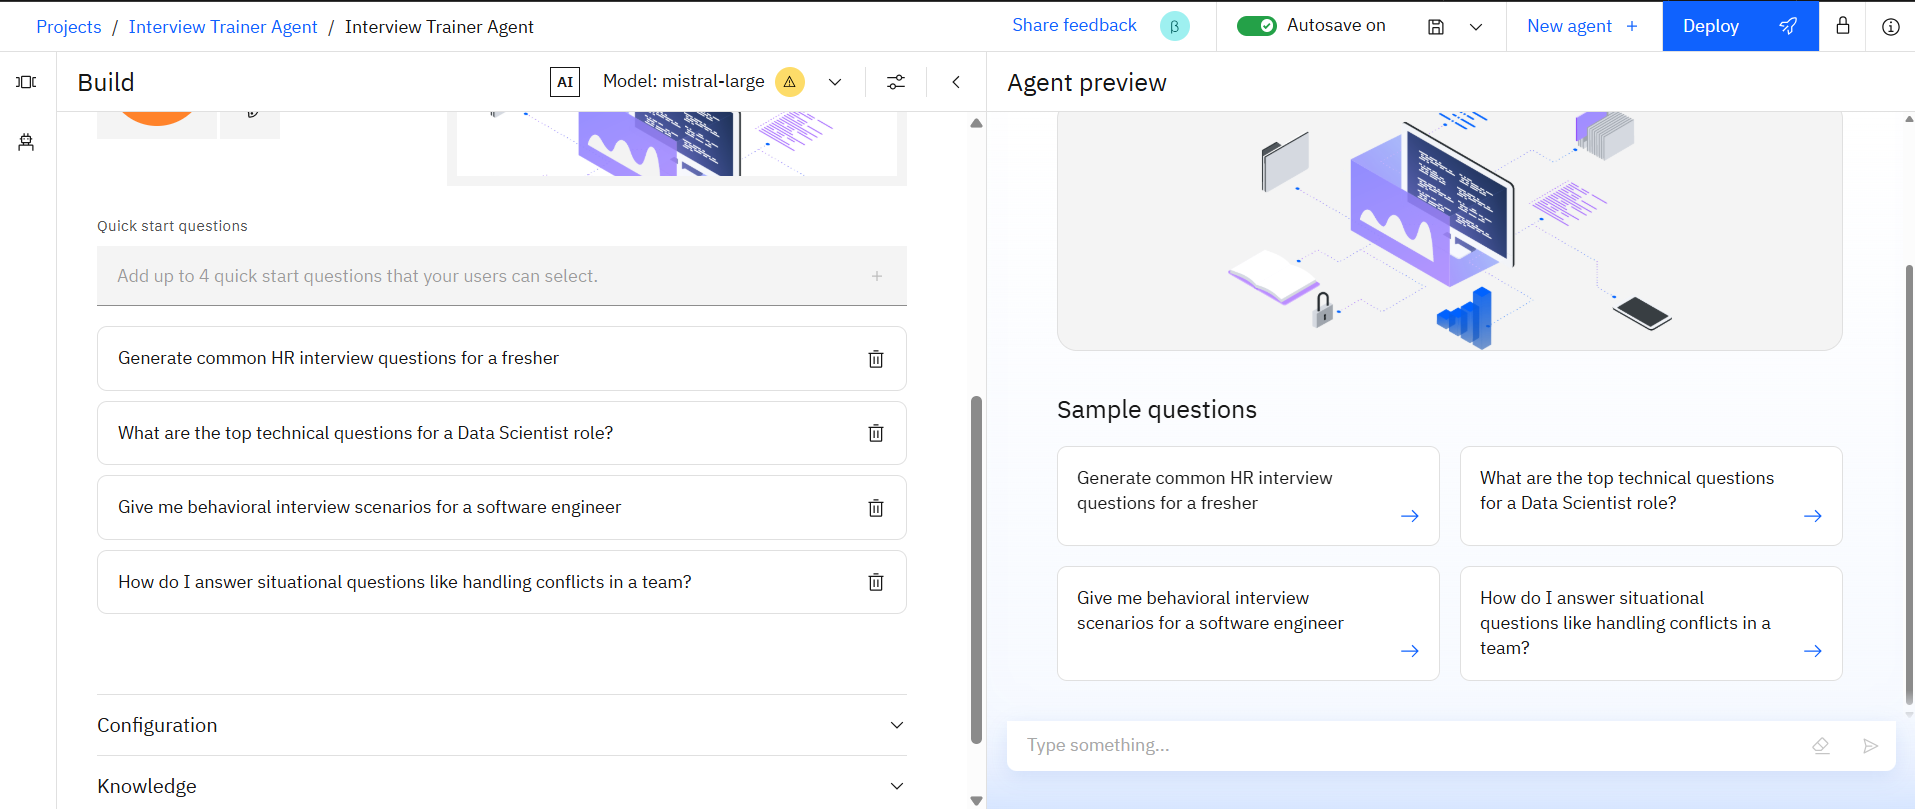 Projects / Interview Trainer Agent / Interview Trainer Agent
Share feedback β
Autosave on
New agent +
Deploy
Build
AI Model: mistral-large
Agent preview
Quick start questions
Add up to 4 quick start questions that your users can select.
Generate common HR interview questions for a fresher
What are the top technical questions for a Data Scientist role?
Give me behavioral interview scenarios for a software engineer
How do I answer situational questions like handling conflicts in a team?
Configuration
Knowledge
Sample questions
Generate common HR interview
questions for a fresher
What are the top technical questions
for a Data Scientist role?
Give me behavioral interview
scenarios for a software engineer
How do I answer situational
questions like handling conflicts in a
team?
Type something...